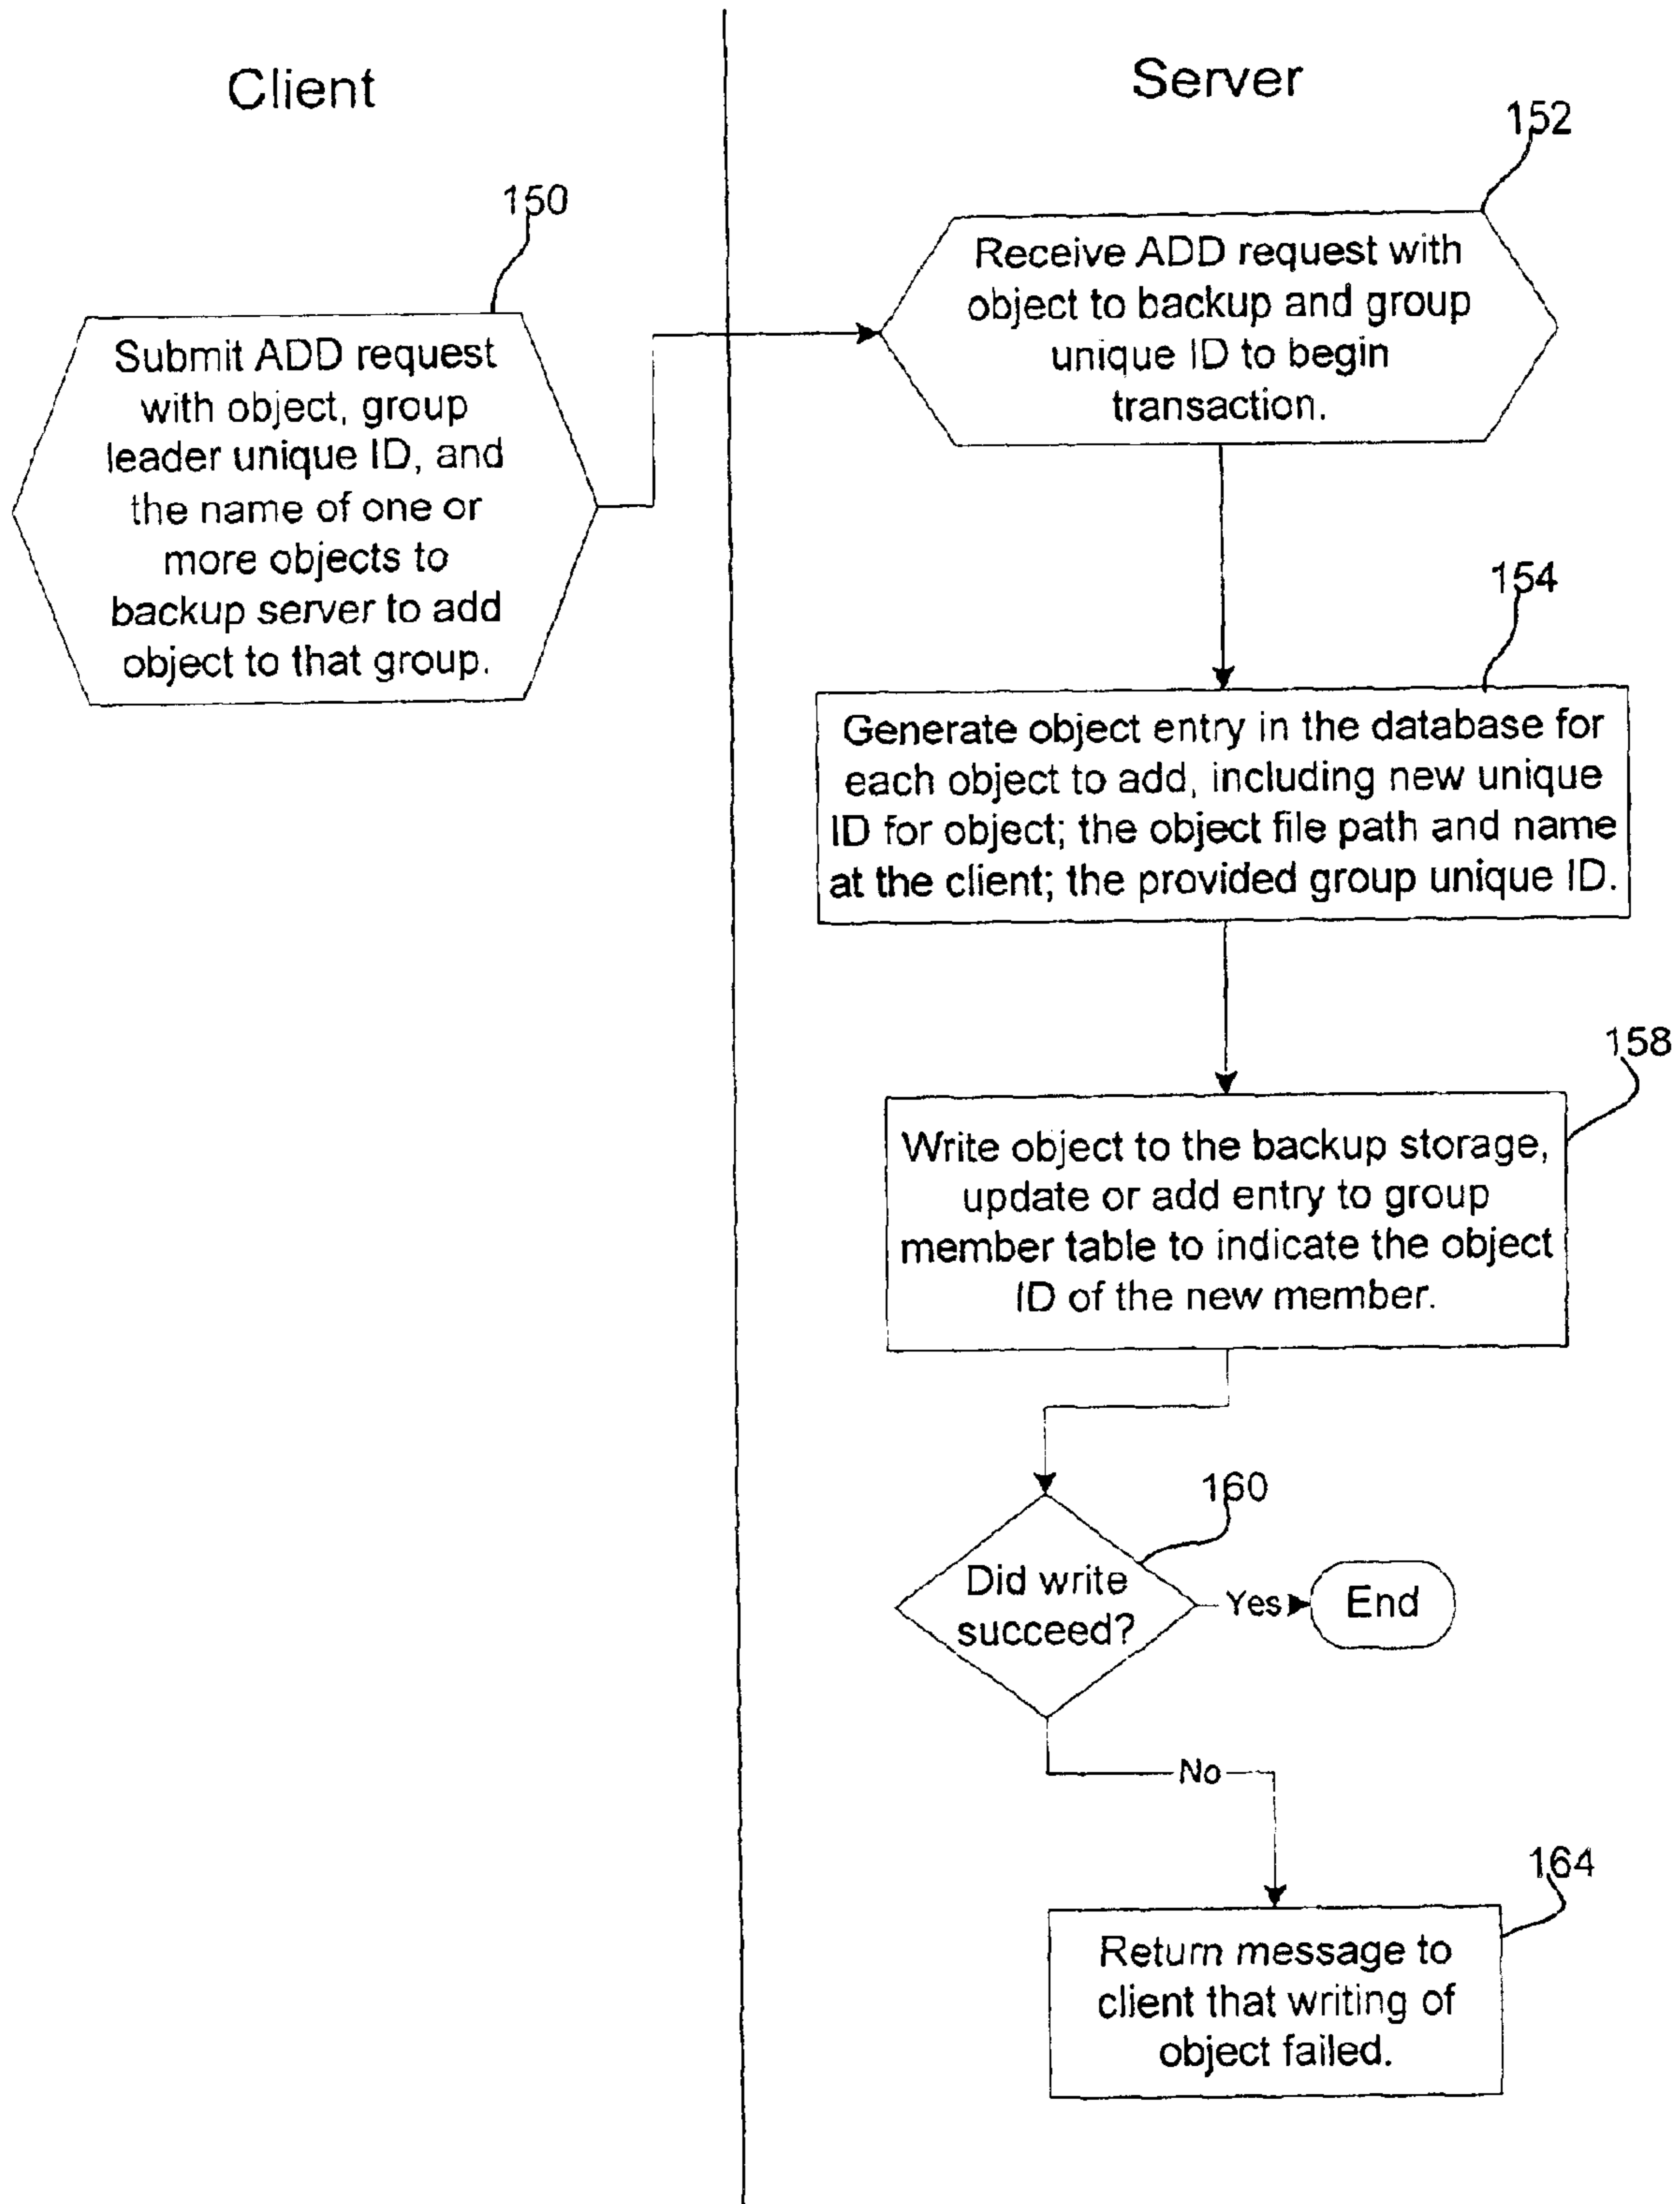 Client
Server
150
Submit ADD request
with object, group
leader unique ID, and
the name of one or
more objects to
backup server to add
object to that group.
152
Receive ADD request with
object to backup and group
unique ID to begin
transaction.
154
Generate object entry in the database for
each object to add, including new unique
ID for object; the object file path and name
at the client; the provided group unique ID.
158
Write object to the backup storage,
update or add entry to group
member table to indicate the object
ID of the new member.
160
Did write
succeed?
Yes
End
No
164
Return message to
client that writing of
object failed.